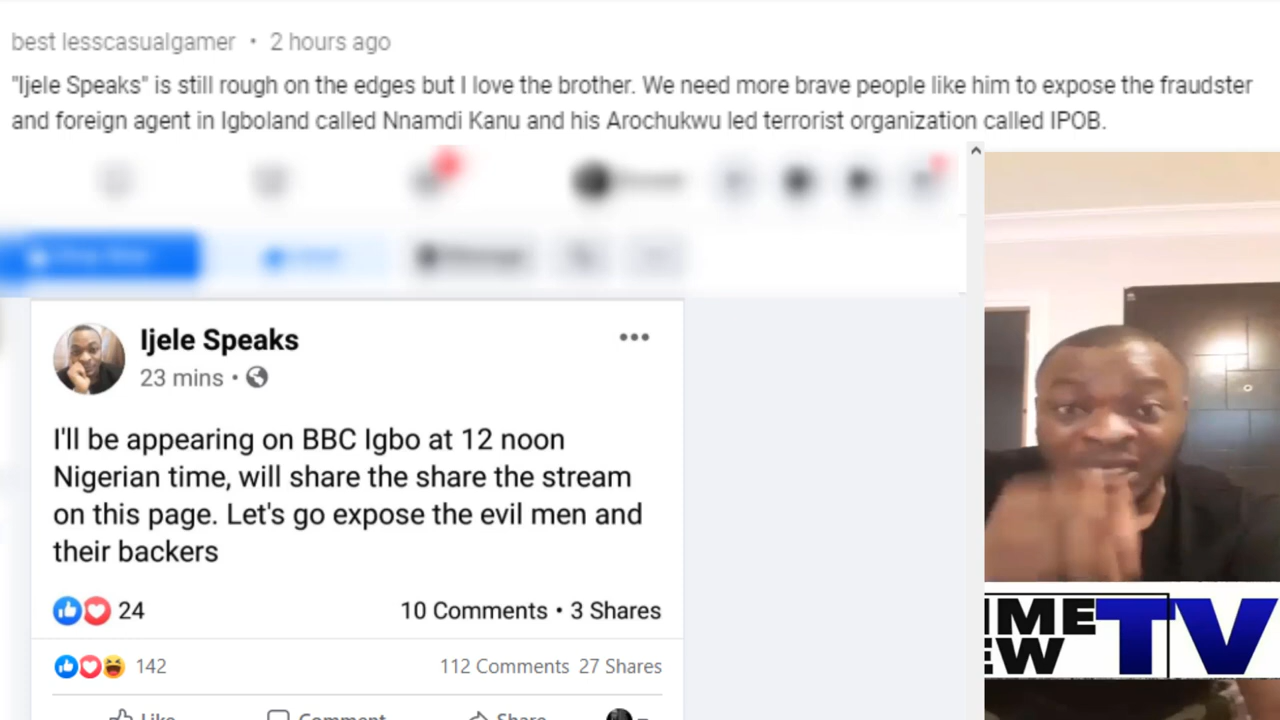 best lesscasualgamer • 2 hours ago
"Ijele Speaks" is still rough on the edges but I love the brother. We need more brave people like him to expose the fraudster
and foreign agent in Igboland called Nnamdi Kanu and his Arochukwu led terrorist organization called IPOB.
Ijele Speaks
23 mins •
I'll be appearing on BBC Igbo at 12 noon
Nigerian time, will share the share the stream
on this page. Let's go expose the evil men and
their backers
24 10 Comments • 3 Shares
142 112 Comments 27 Shares
Like Comment Share
IME
EW
TV